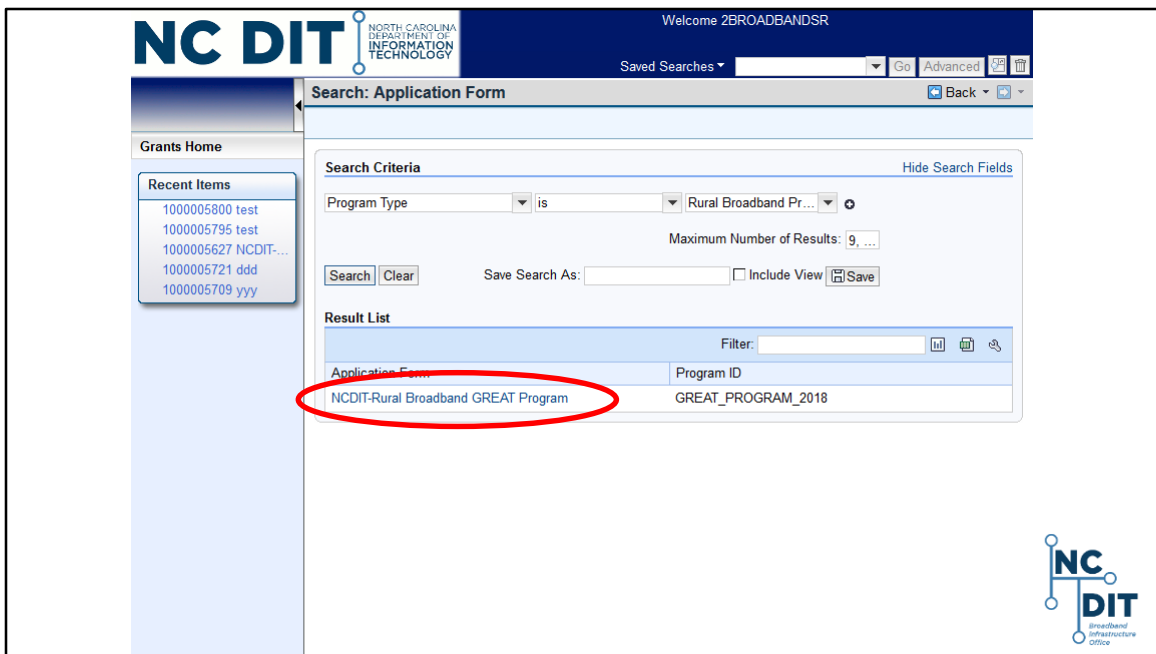 NC DIT
NORTH CAROLINA
DEPARTMENT OF
INFORMATION
TECHNOLOGY
Welcome 2BROADBANDSR
Saved Searches
Go Advanced
Search: Application Form
Back
Grants Home
Recent Items
1000005800 test
1000005795 test
1000005627 NCDIT-...
1000005721 ddd
1000005709 yyy
Search Criteria
Hide Search Fields
Program Type is Rural Broadband Pr...
Maximum Number of Results: 9, ...
Search Clear Save Search As: Include View Save
Result List
Filter:
Application Form Program ID
NCDIT-Rural Broadband GREAT Program GREAT_PROGRAM_2018
NC
DIT
Broadband
Infrastructure
Office